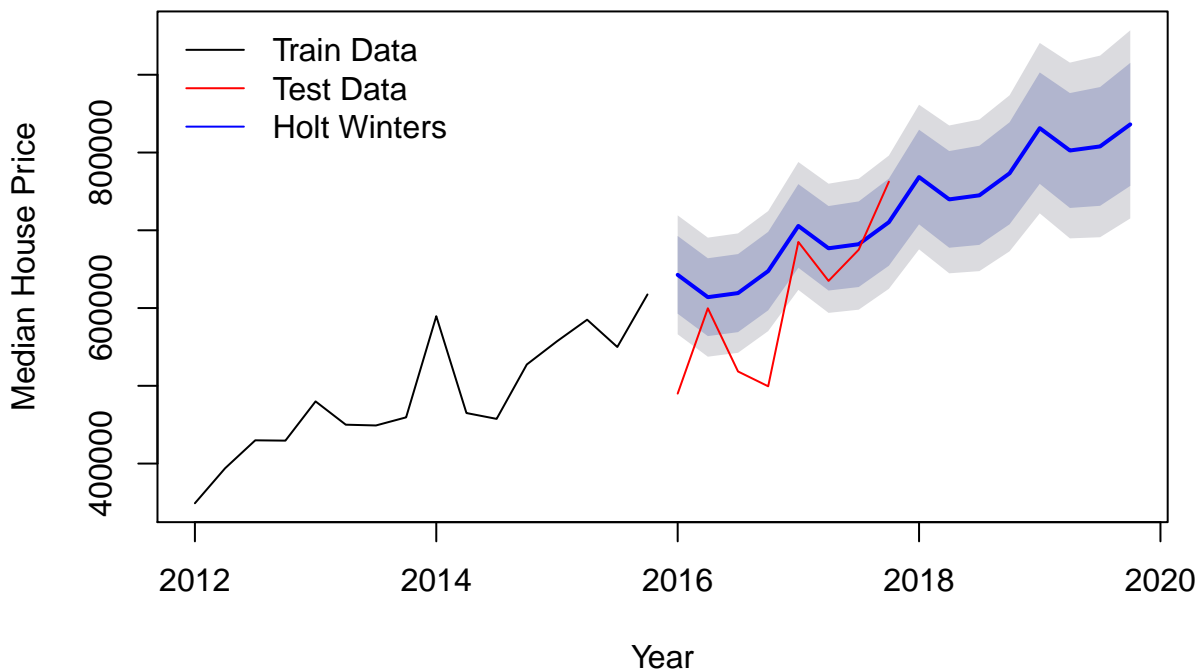 Train Data
Test Data
Holt Winters
Median House Price
800000
600000
400000
2012 2014 2016 2018 2020
Year